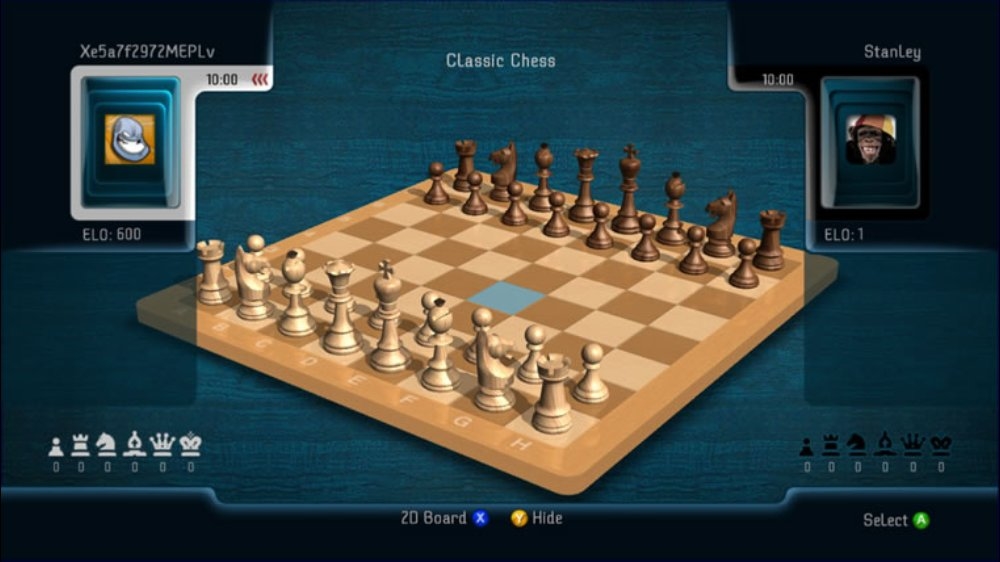 Xe5a7f2972MEPLv
Classic Chess
Stanley
10:00
10:00
ELO: 600
ELO: 1
B
C
D
E
F
G
H
0 0 0 0 0 0
0 0 0 0 0 0
2D Board X
Y Hide
Select A